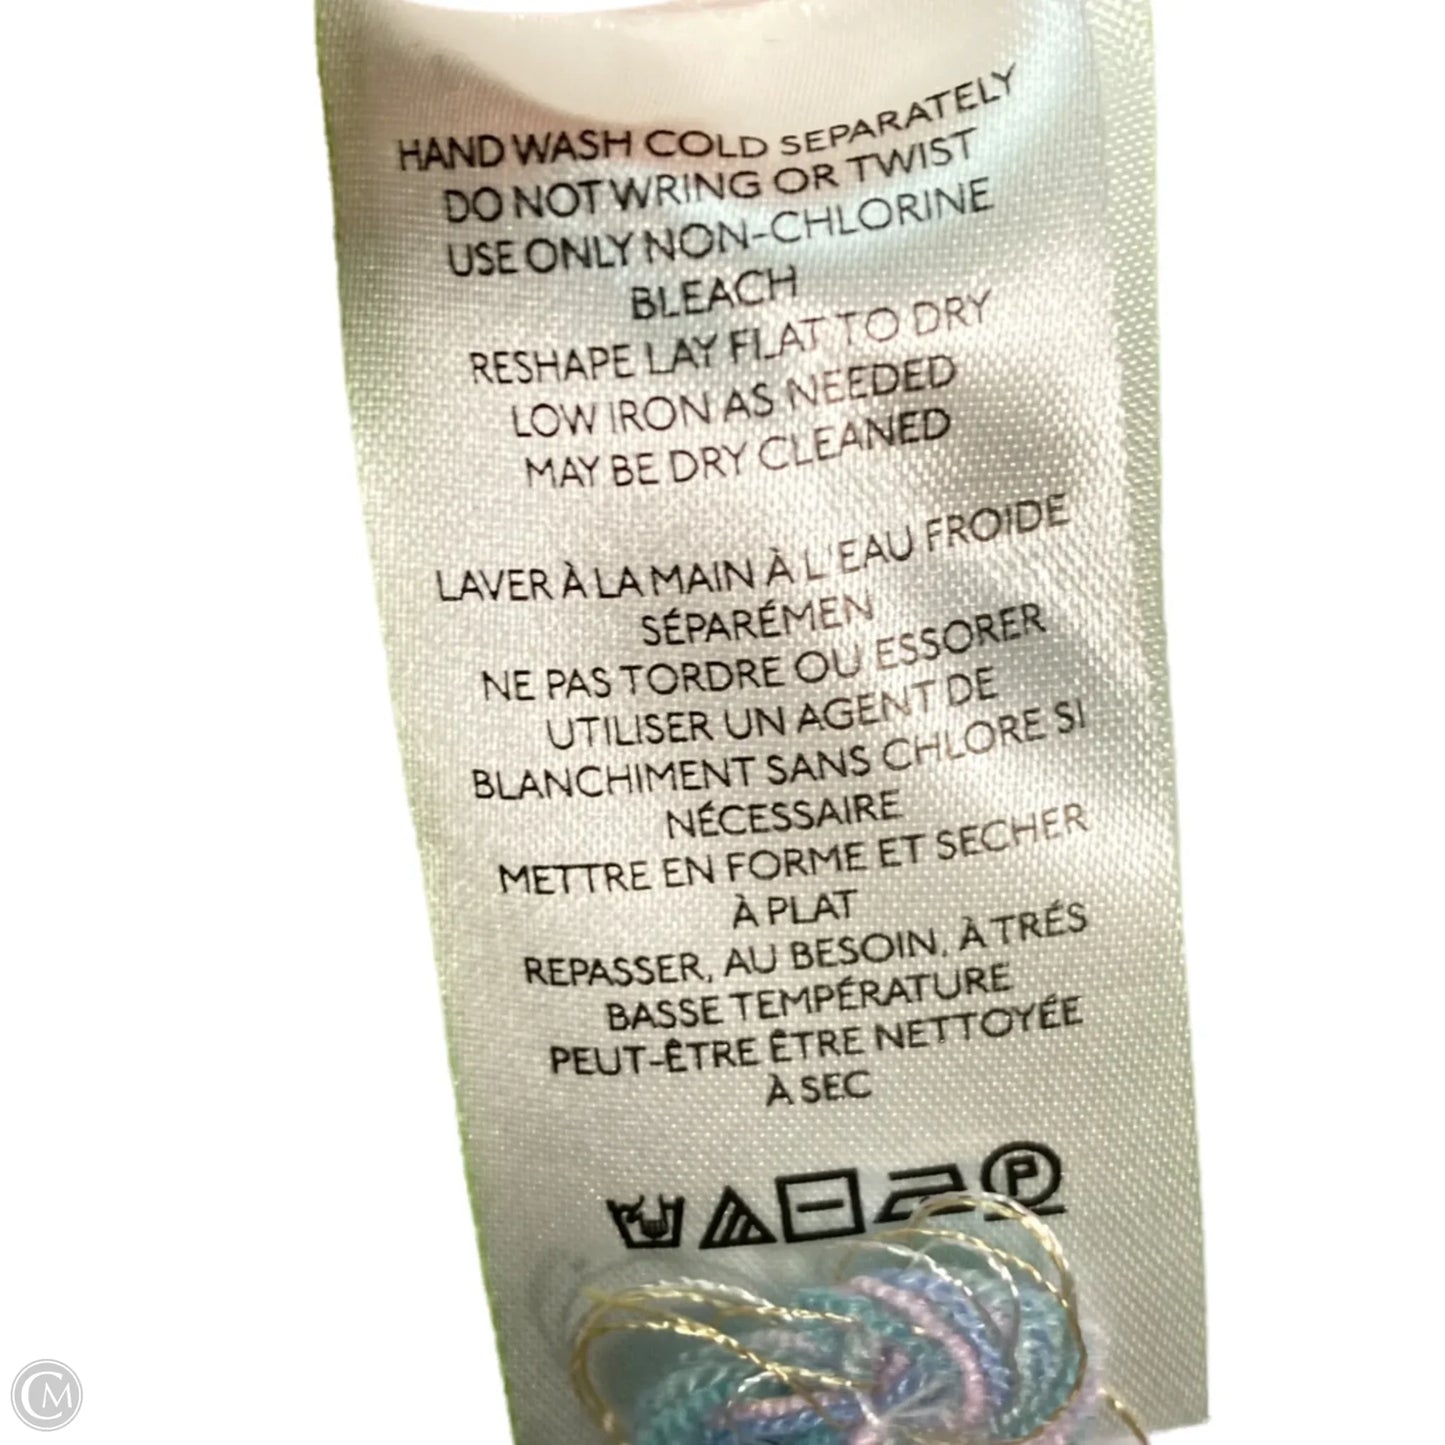 HAND WASH COLD SEPARATELY
DO NOT WRING OR TWIST
USE ONLY NON-CHLORINE
BLEACH
RESHAPE LAY FLAT TO DRY
LOW IRON AS NEEDED
MAY BE DRY CLEANED
LAVER À LA MAIN À L'EAU FROIDE
SÉPARÉMEN
NE PAS TORDRE OU ESSORER
UTILISER UN AGENT DE
BLANCHIMENT SANS CHLORE SI
NÉCESSAIRE
METTRE EN FORME ET SECHER
À PLAT
REPASSER, AU BESOIN, À TRÉS
BASSE TEMPÉRATURE
PEUT-ÊTRE ÊTRE NETTOYÉE
À SEC
P
CM